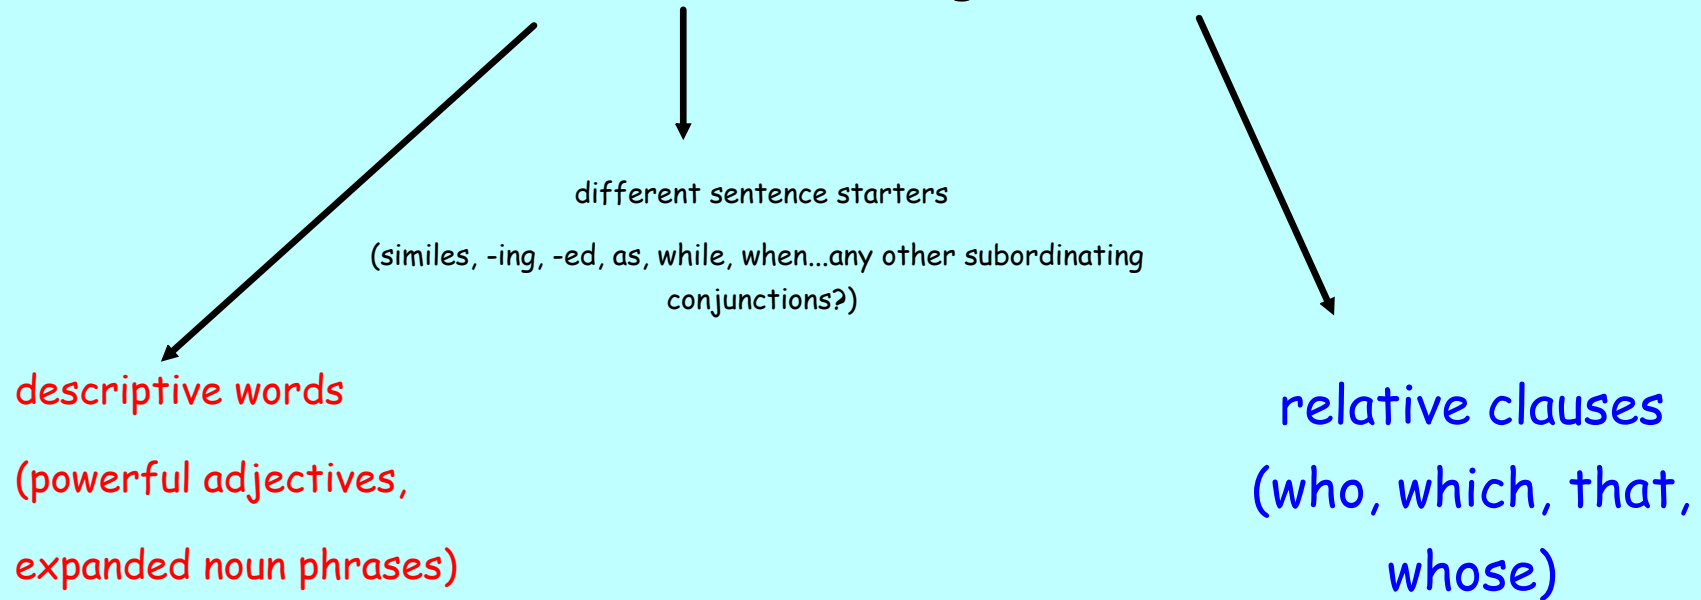 different sentence starters
(similes, -ing, -ed, as, while, when...any other subordinating
conjunctions?)
descriptive words
(powerful adjectives,
expanded noun phrases)
relative clauses
(who, which, that,
whose)